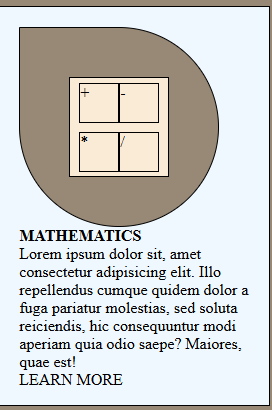 + -
* /
MATHEMATICS
Lorem ipsum dolor sit, amet
consectetur adipisicing elit. Illo
repellendus cumque quidem dolor a
fuga pariatur molestias, sed soluta
reiciendis, hic consequuntur modi
aperiam quia odio saepe? Maiores,
quae est!
LEARN MORE